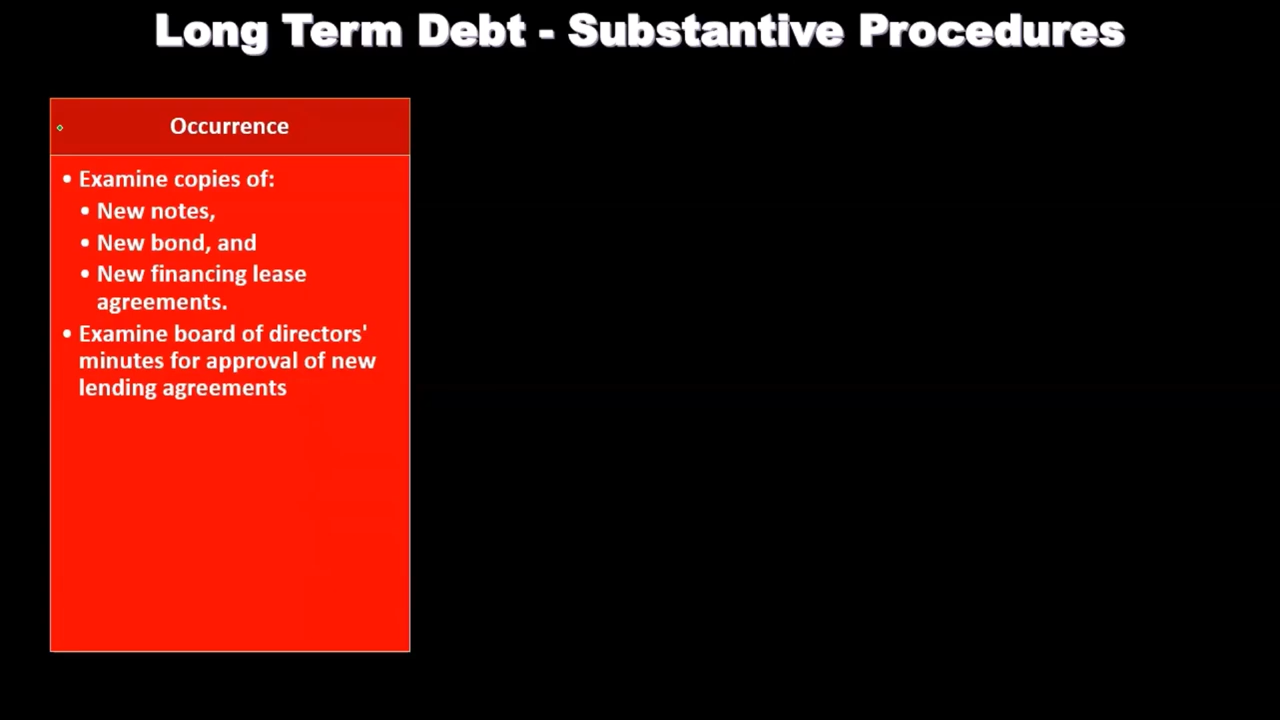 Long Term Debt - Substantive Procedures
Occurrence
• Examine copies of:
• New notes,
• New bond, and
• New financing lease
agreements.
• Examine board of directors'
minutes for approval of new
lending agreements